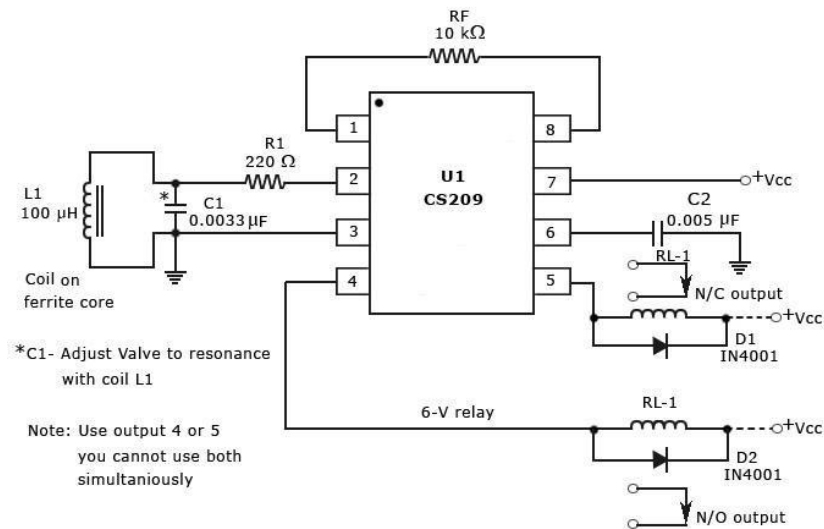 RF
10 kΩ
1
8
R1
220 Ω
2
U1
CS209
7
+Vcc
L1
100 µH
*
C1
0.0033 µF
3
6
C2
0.005 µF
RL-1
4
5
N/C output
Coil on
ferrite core
+Vcc
D1
IN4001
*C1- Adjust Valve to resonance
with coil L1
6-V relay
RL-1
+Vcc
Note: Use output 4 or 5
you cannot use both
simultaniously
D2
IN4001
N/O output